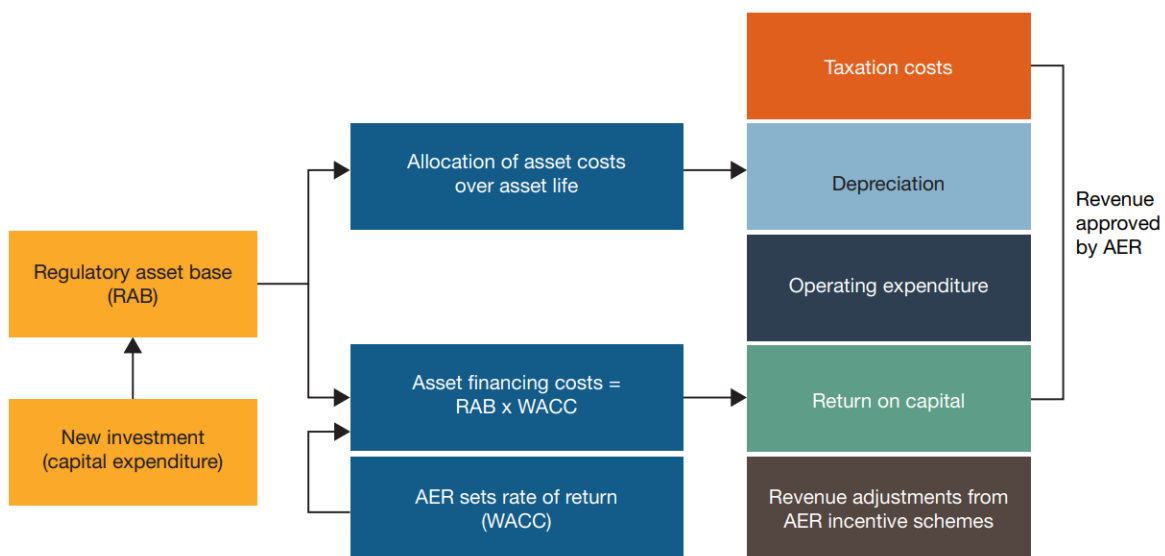 Taxation costs
Allocation of asset costs
over asset life
Depreciation
Revenue
approved
by AER
Regulatory asset base
(RAB)
Operating expenditure
Asset financing costs =
RAB x WACC
Return on capital
New investment
(capital expenditure)
AER sets rate of return
(WACC)
Revenue adjustments from
AER incentive schemes